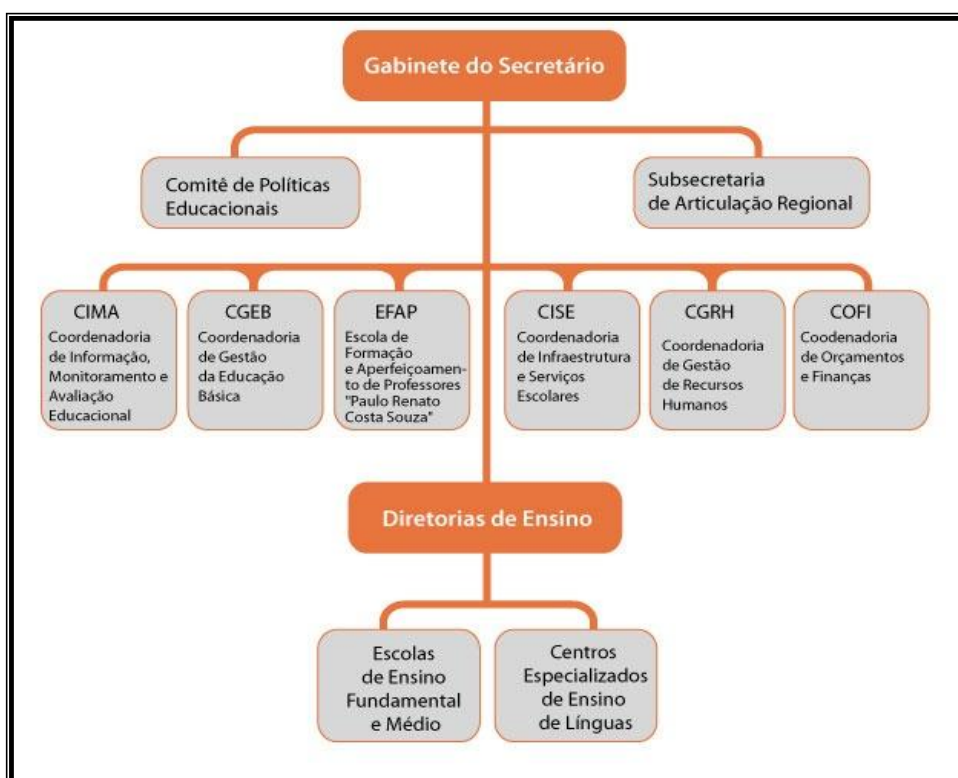 Gabinete do Secretário
Comitê de Políticas
Educacionais
Subsecretaria
de Articulação Regional
CIMA
Coordenadoria
de Informação,
Monitoramento e
Avaliação
Educacional
CGEB
Coordenadoria
de Gestão
da Educação
Básica
EFAP
Escola de
Formação
e Aperfeiçoamen-
to de Professores
"Paulo Renato
Costa Souza"
CISE
Coordenadoria
de Infraestrutura
e Serviços
Escolares
CGRH
Coordenadoria
de Gestão
de Recursos
Humanos
COFI
Coodenadoria
de Orçamentos
e Finanças
Diretorias de Ensino
Escolas
de Ensino
Fundamental
e Médio
Centros
Especializados
de Ensino
de Línguas